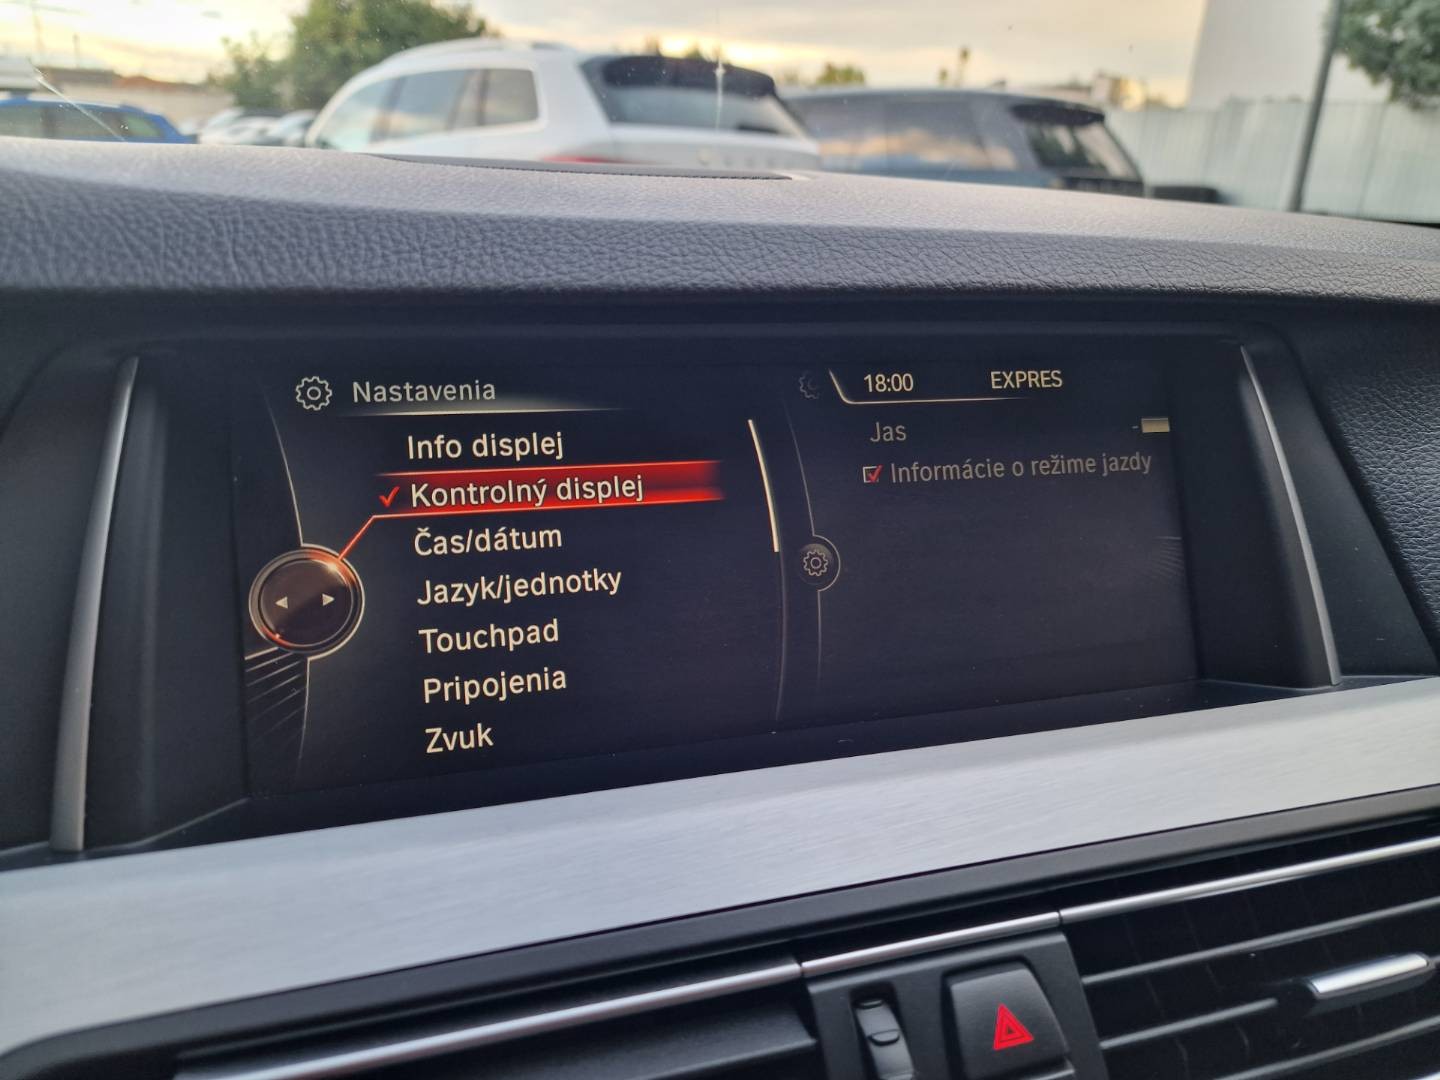 Nastavenia
Info displej
Kontrolný displej
Čas/dátum
Jazyk/jednotky
Touchpad
Pripojenia
Zvuk
18:00 EXPRES
Jas
Informácie o režime jazdy